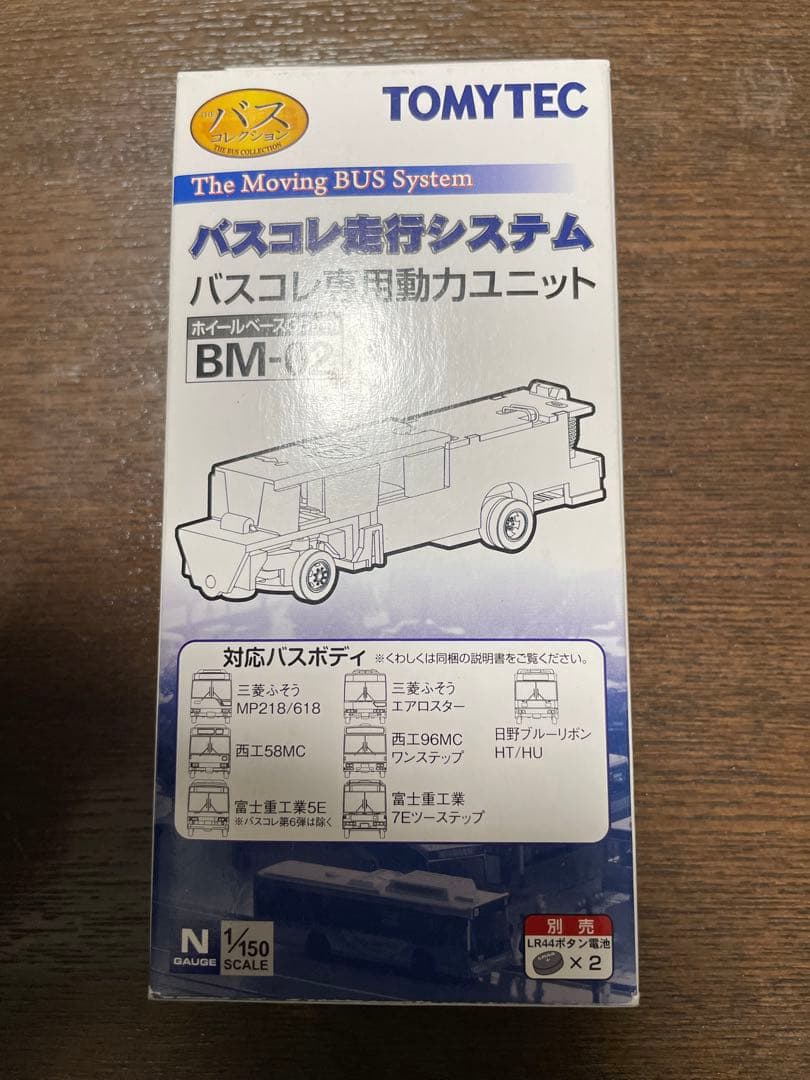 THE
バス
コレクション
THE BUS COLLECTION
TOMYTEC
The Moving BUS System
バスコレ走行システム
バスコレ専用動力ユニット
ホイールベース
BM-02
対応バスボディ ※くわしくは同梱の説明書をご覧ください。
三菱ふそう
MP218/618
三菱ふそう
エアロスター
日野ブルーリボン
HT/HU
西工58MC
西工96MC
ワンステップ
富士重工業5E
※バスコレ第6弾は除く
富士重工業
7Eツーステップ
N
GAUGE
1/150
SCALE
別売
LR44ボタン電池
×2